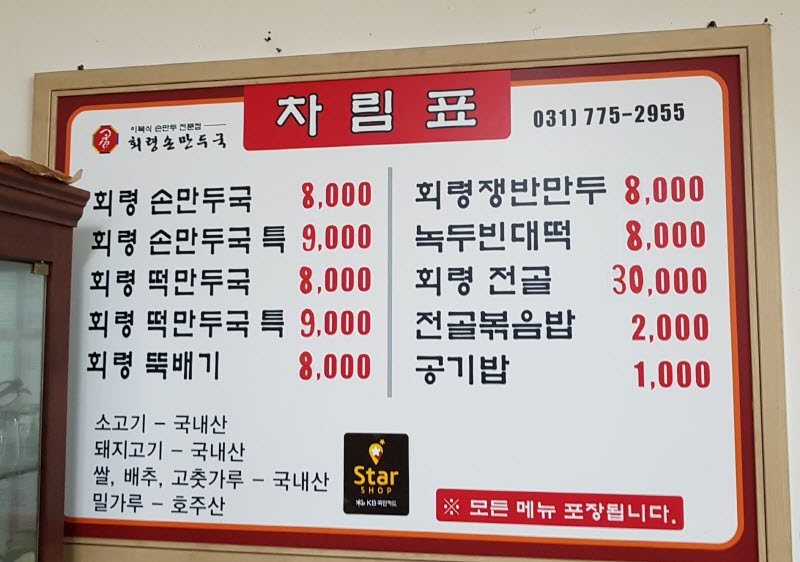 이북식 손만두 전문점
회령손만두국
차림표
031) 775-2955
회령 손만두국 8,000
회령 손만두국 특 9,000
회령 떡만두국 8,000
회령 떡만두국 특 9,000
회령 뚝배기 8,000
회령쟁반만두 8,000
녹두빈대떡 8,000
회령 전골 30,000
전골볶음밥 2,000
공기밥 1,000
소고기 - 국내산
돼지고기 - 국내산
쌀, 배추, 고춧가루 - 국내산
밀가루 - 호주산
Star
SHOP
KB국민카드
※ 모든 메뉴 포장됩니다.